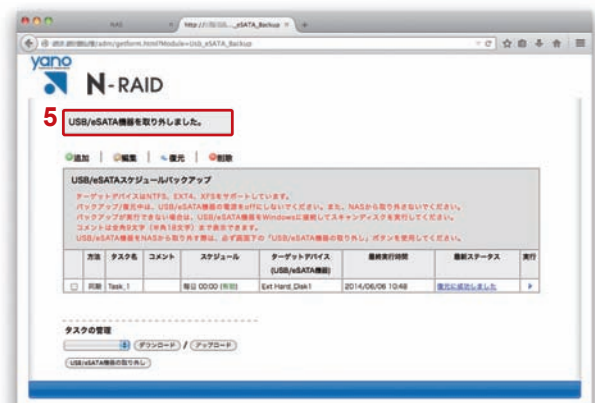 NAS
http://
_eSATA_Backup
/adm/getform.html?Module=Usb_eSATA_Backup
yano
N-RAID
5
USB/eSATA機器を取り外しました。
追加 | 編集 | 復元 | 削除
USB/eSATAスケジュールバックアップ
ターゲットデバイスはNTFS、EXT4、XFSをサポートしています。
バックアップ/復元中は、USB/eSATA機器の電源をoffにしないでください。また、NASから取り外さないでください。
バックアップが実行できない場合は、USB/eSATA機器をWindowsに接続してスキャンディスクを実行してください。
コメントは全角9文字（半角18文字）まで表示できます。
USB/eSATA機器をNASから取り外す際は、必ず画面下の「USB/eSATA機器の取り外し」ボタンを使用してください。
方法 タスク名 コメント スケジュール ターゲットデバイス 最終実行時間 最新ステータス 実行
(USB/eSATA機器)
同期 Task_1 毎日 00:00 (有効) Ext Hard_Disk1 2014/06/06 10:48 復元に成功しました
タスクの管理
ダウンロード / アップロード
USB/eSATA機器の取り外し